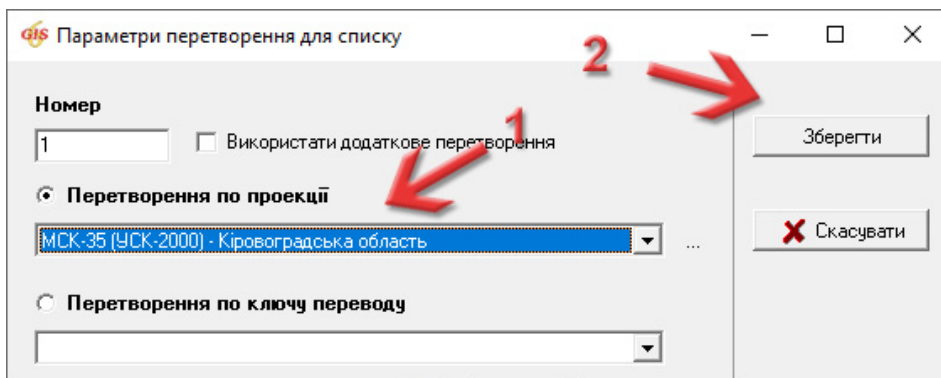 GIS 6 Параметри перетворення для списку
2
Номер
1
1
Використати додаткове перетворення
Зберегти
Перетворення по проекції
МСК-35 (УСК-2000) - Кіровоградська область
...
Скасувати
Перетворення по ключу переводу